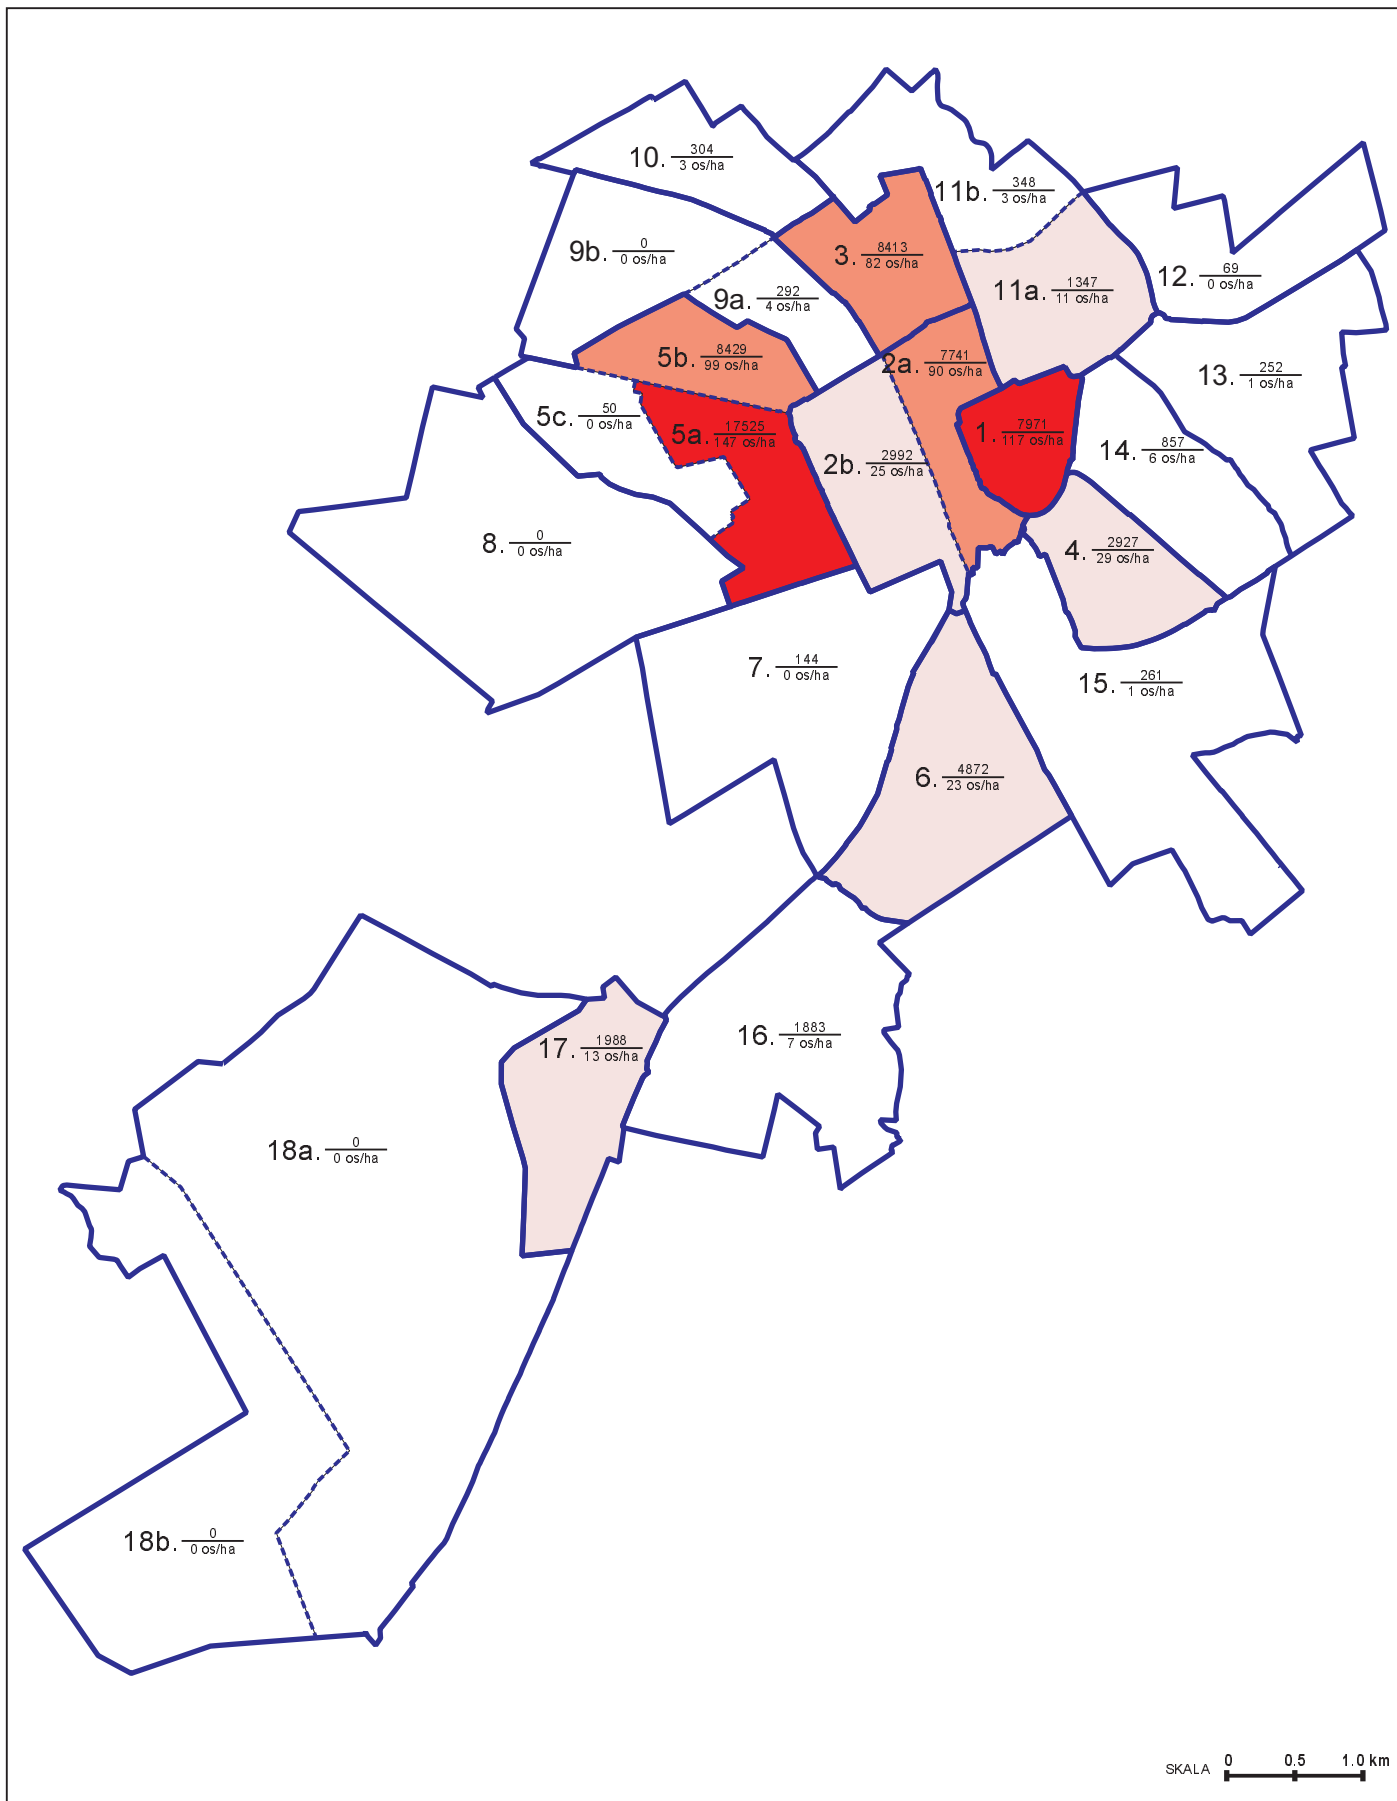 10. 304
3 os/ha
11b. 348
3 os/ha
9b. 0
0 os/ha
3. 8413
82 os/ha
12. 69
0 os/ha
11a. 1347
11 os/ha
9a. 292
4 os/ha
5b. 8429
99 os/ha
2a. 7741
90 os/ha
13. 252
1 os/ha
5c. 50
0 os/ha
5a. 17525
147 os/ha
1. 7971
117 os/ha
14. 857
6 os/ha
2b. 2992
25 os/ha
8. 0
0 os/ha
4. 2927
29 os/ha
7. 144
0 os/ha
15. 261
1 os/ha
6. 4872
23 os/ha
16. 1883
7 os/ha
17. 1988
13 os/ha
18a. 0
0 os/ha
18b. 0
0 os/ha
SKALA 0 0.5 1.0 km